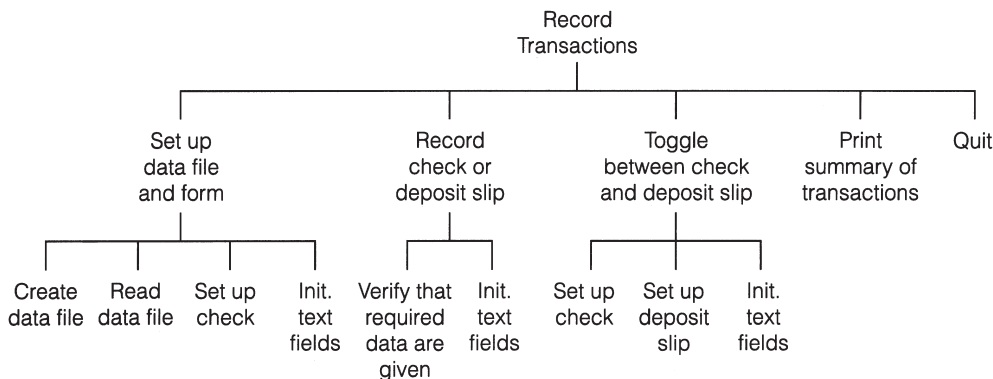 Record
Transactions
Set up
data file
and form
Record
check or
deposit slip
Toggle
between check
and deposit slip
Print
summary of
transactions
Quit
Create
data file
Read
data file
Set up
check
Init.
text
fields
Verify that
required
data are
given
Init.
text
fields
Set up
check
Set up
deposit
slip
Init.
text
fields